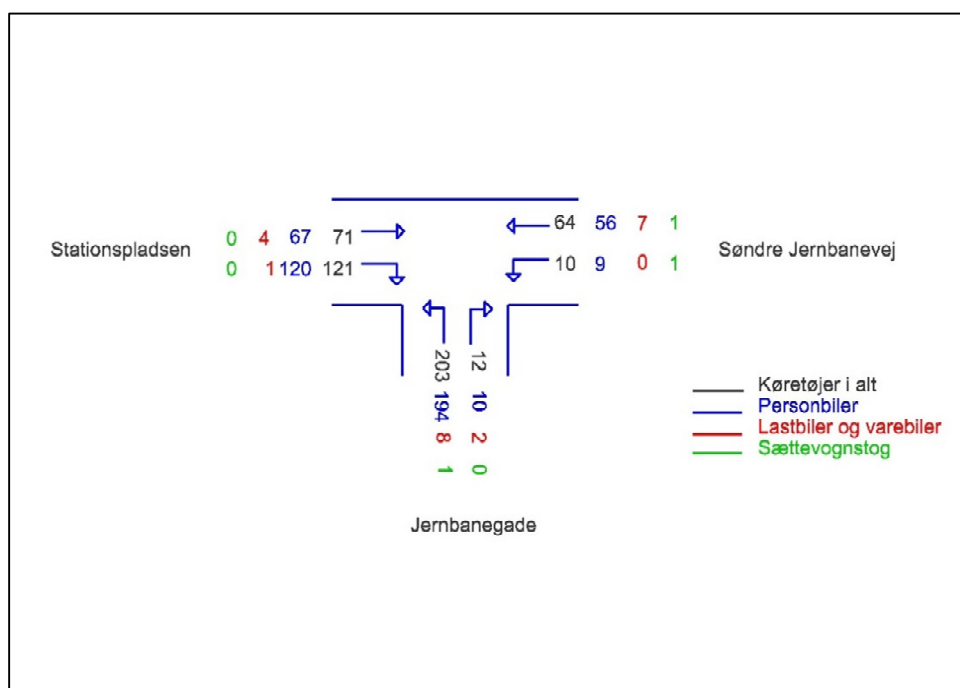 0 4 67 71
0 1 120 121
Stationspladsen
64 56 7 1
10 9 0 1
Søndre Jernbanevej
203 194 8 1
12 10 2 0
Jernbanegade
Køretøjer i alt
Personbiler
Lastbiler og varebiler
Sættevognstog